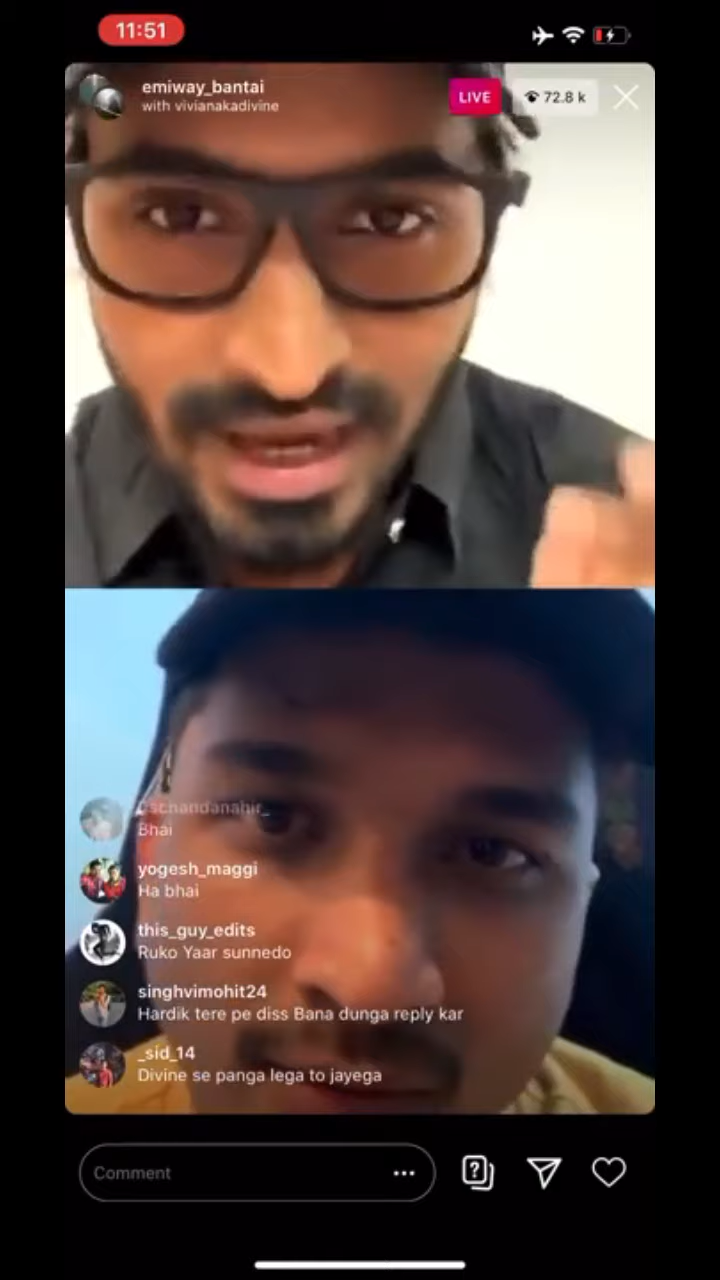 11:51
emiway_bantai
with vivianakadivine
LIVE
72.8 k
Bhai
yogesh_maggi
Ha bhai
this_guy_edits
Ruko Yaar sunnedo
singhvimohit24
Hardik tere pe diss Bana dunga reply kar
_sid_14
Divine se panga lega to jayega
Comment